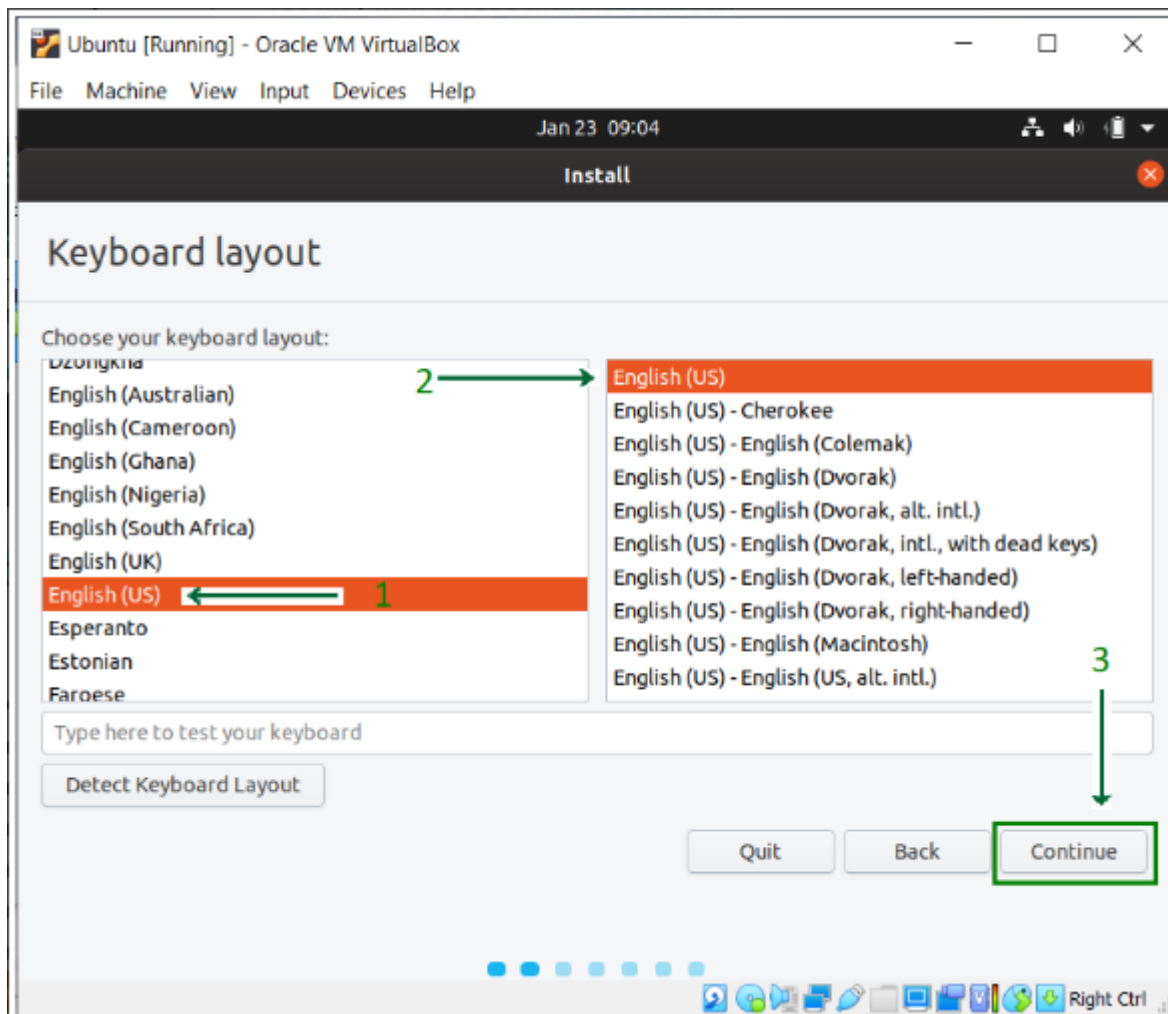 Ubuntu [Running] - Oracle VM VirtualBox
File Machine View Input Devices Help
Jan 23 09:04
Install
Keyboard layout
Choose your keyboard layout:
Dzongkha
English (Australian)
English (Cameroon)
English (Ghana)
English (Nigeria)
English (South Africa)
English (UK)
English (US) 1
Esperanto
Estonian
Faroese
2
English (US)
English (US) - Cherokee
English (US) - English (Colemak)
English (US) - English (Dvorak)
English (US) - English (Dvorak, alt. intl.)
English (US) - English (Dvorak, intl., with dead keys)
English (US) - English (Dvorak, left-handed)
English (US) - English (Dvorak, right-handed)
English (US) - English (Macintosh)
English (US) - English (US, alt. intl.)
3
Type here to test your keyboard
Detect Keyboard Layout
Quit Back Continue
Right Ctrl